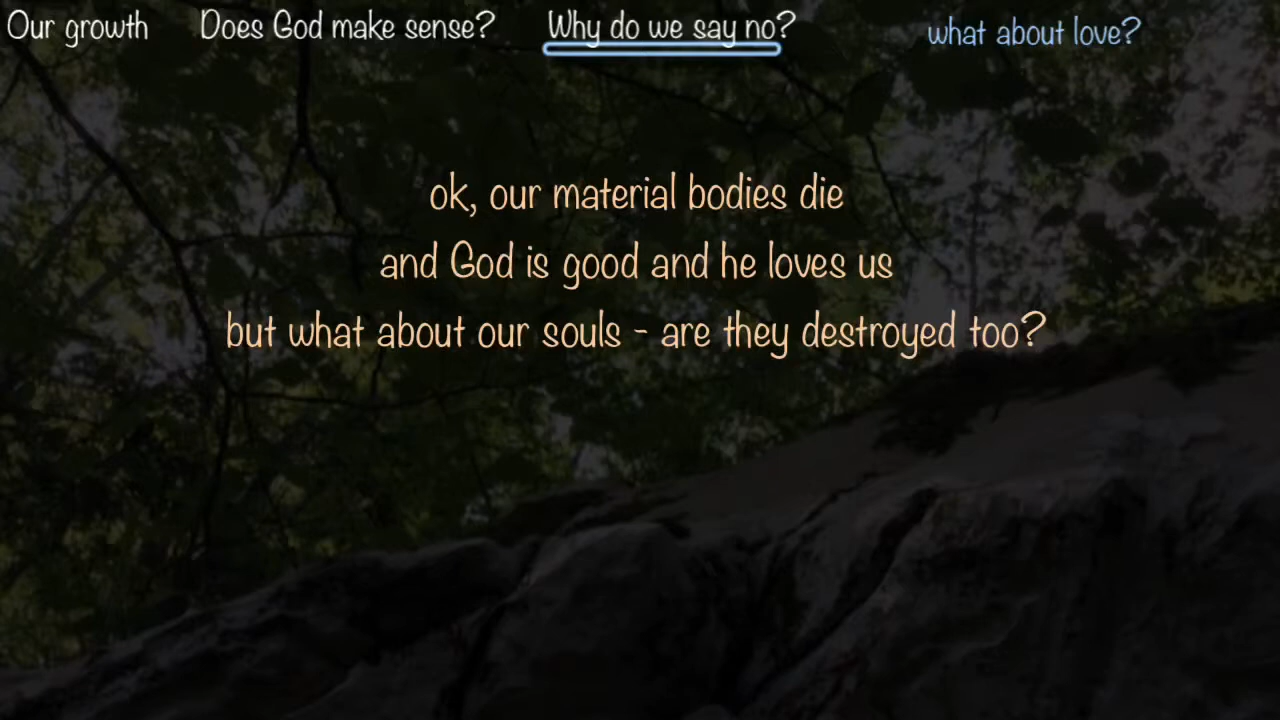 Our growth Does God make sense? Why do we say no? what about love?
ok, our material bodies die
and God is good and he loves us
but what about our souls - are they destroyed too?